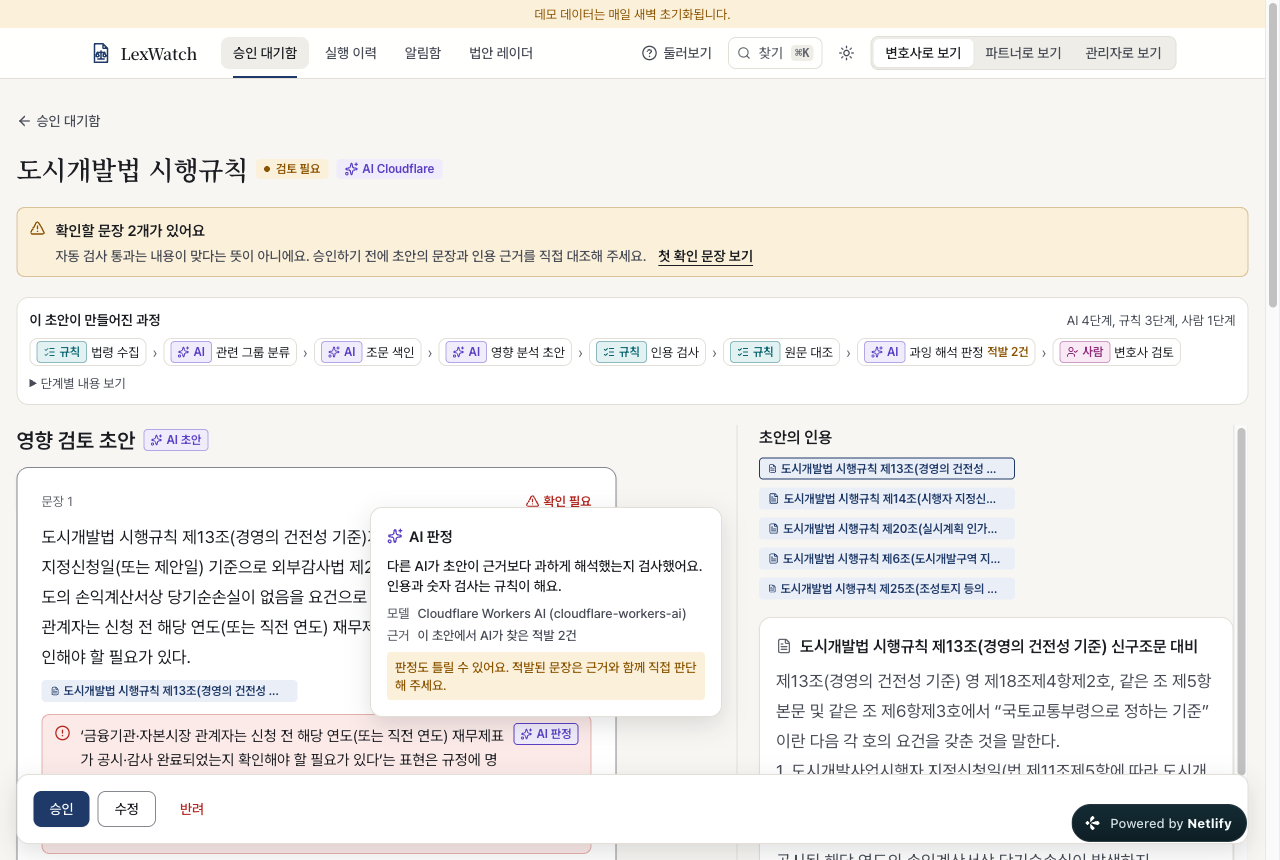 데모 데이터는 매일 새벽 초기화됩니다.
LexWatch
승인 대기함
실행 이력
알림함
법안 레이더
둘러보기
찾기
⌘K
변호사로 보기
파트너로 보기
관리자로 보기
← 승인 대기함
도시개발법 시행규칙
검토 필요
AI Cloudflare
확인할 문장 2개가 있어요
자동 검사 통과는 내용이 맞다는 뜻이 아니에요. 승인하기 전에 초안의 문장과 인용 근거를 직접 대조해 주세요. 첫 확인 문장 보기
이 초안이 만들어진 과정
AI 4단계, 규칙 3단계, 사람 1단계
규칙 법령 수집 › AI 관련 그룹 분류 › AI 조문 색인 › AI 영향 분석 초안 › 규칙 인용 검사 › 규칙 원문 대조 › AI 과잉 해석 판정 적발 2건 › 사람 변호사 검토
▶ 단계별 내용 보기
영향 검토 초안
AI 초안
문장 1
확인 필요
도시개발법 시행규칙 제13조(경영의 건전성 기준)
지정신청일(또는 제안일) 기준으로 외부감사법 제2
도의 손익계산서상 당기순손실이 없음을 요건으로
관계자는 신청 전 해당 연도(또는 직전 연도) 재무제
인해야 할 필요가 있다.
도시개발법 시행규칙 제13조(경영의 건전성 ...
AI 판정
다른 AI가 초안이 근거보다 과하게 해석했는지 검사했어요.
인용과 숫자 검사는 규칙이 해요.
모델 Cloudflare Workers AI (cloudflare-workers-ai)
근거 이 초안에서 AI가 찾은 적발 2건
판정도 틀릴 수 있어요. 적발된 문장은 근거와 함께 직접 판단
해 주세요.
‘금융기관·자본시장 관계자는 신청 전 해당 연도(또는 직전 연도) 재무제표
가 공시·감사 완료되었는지 확인해야 할 필요가 있다’는 표현은 규정에 명
AI 판정
초안의 인용
도시개발법 시행규칙 제13조(경영의 건전성 ...
도시개발법 시행규칙 제14조(시행자 지정신...
도시개발법 시행규칙 제20조(실시계획 인가...
도시개발법 시행규칙 제6조(도시개발구역 지...
도시개발법 시행규칙 제25조(조성토지 등의 ...
도시개발법 시행규칙 제13조(경영의 건전성 기준) 신구조문 대비
제13조(경영의 건전성 기준) 영 제18조제4항제2호, 같은 조 제5항
본문 및 같은 조 제6항제3호에서 “국토교통부령으로 정하는 기준”
이란 다음 각 호의 요건을 갖춘 것을 말한다.
1. 도시개발사업시행자 지정신청일(법 제11조제5항에 따라 도시개
승인
수정
반려
Powered by Netlify